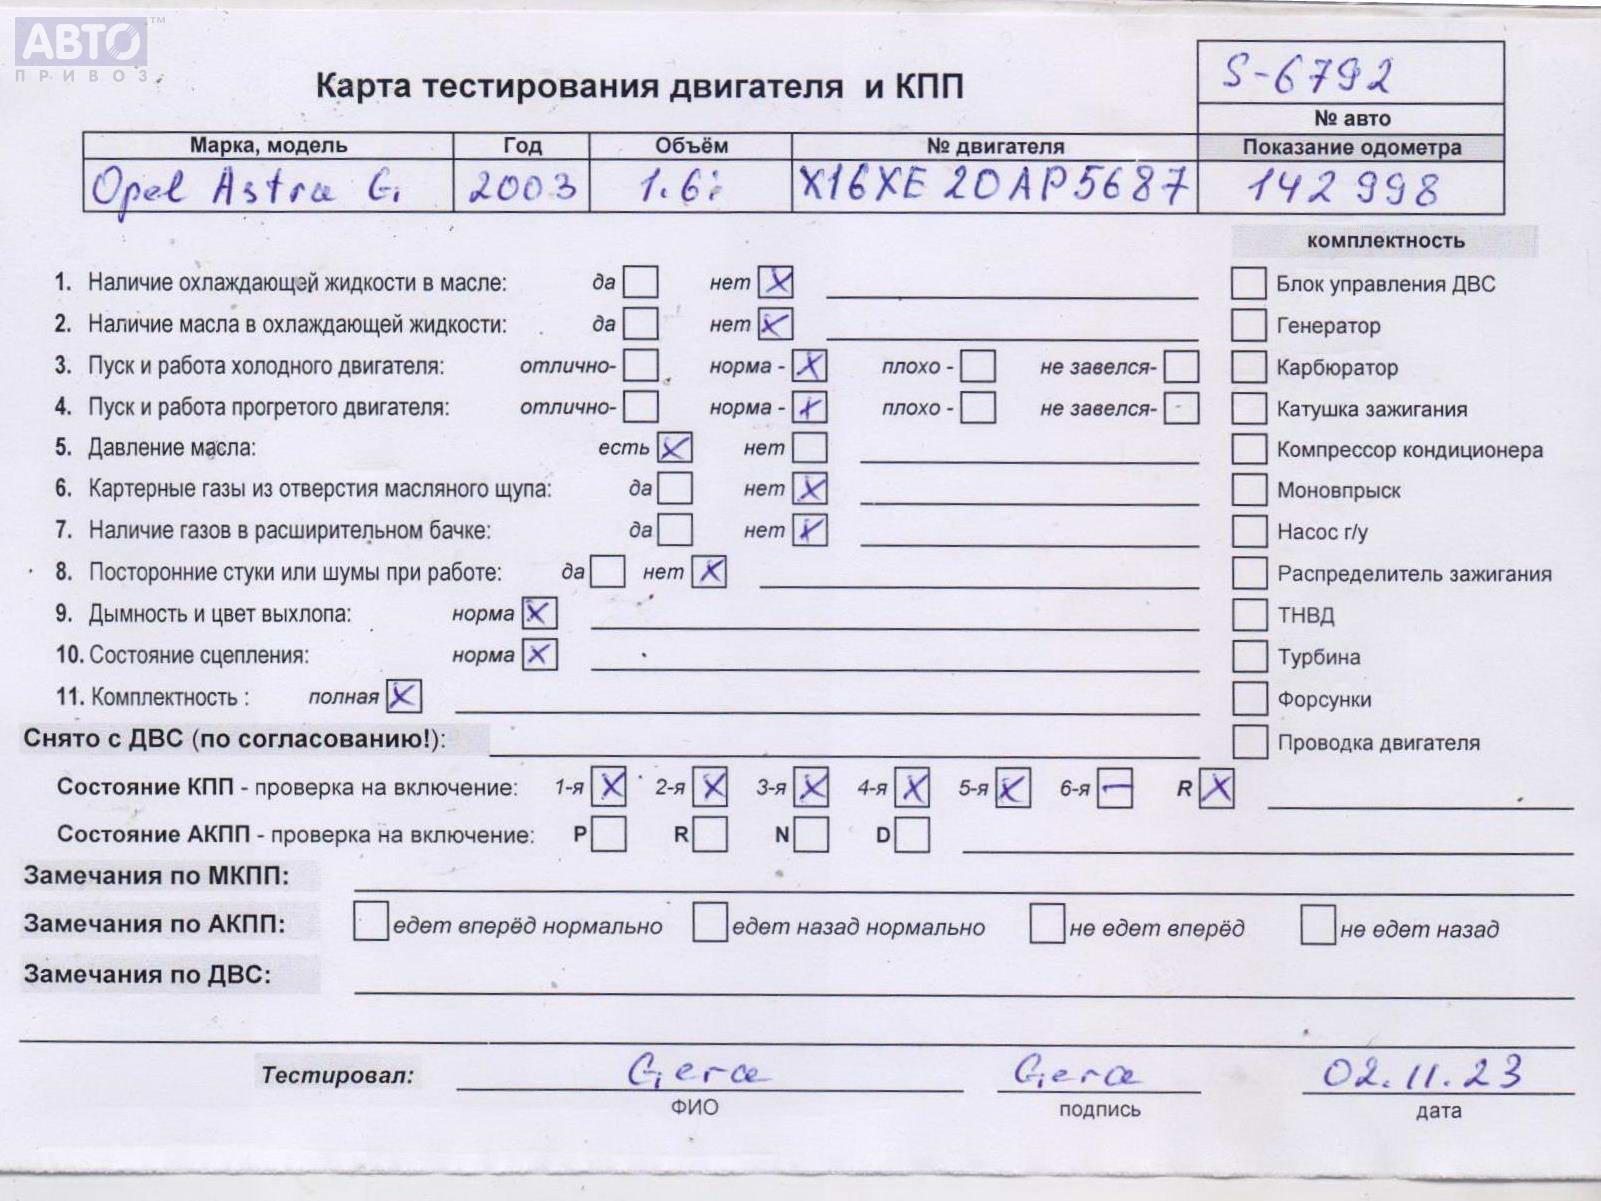 АВТО™
ПРИВОЗ
S-6792
Карта тестирования двигателя и КПП
№ авто
Марка, модель Год Объём № двигателя Показание одометра
Opel Astra G 2003 1.6i X16XE 20AP5687 142 998
комплектность
1. Наличие охлаждающей жидкости в масле: да нет X Блок управления ДВС
2. Наличие масла в охлаждающей жидкости: да нет X Генератор
3. Пуск и работа холодного двигателя: отлично- норма - X плохо - не завелся- Карбюратор
4. Пуск и работа прогретого двигателя: отлично- норма - X плохо - не завелся- Катушка зажигания
5. Давление масла: есть X нет Компрессор кондиционера
6. Картерные газы из отверстия масляного щупа: да нет X Моновпрыск
7. Наличие газов в расширительном бачке: да нет X Насос г/у
8. Посторонние стуки или шумы при работе: да нет X Распределитель зажигания
9. Дымность и цвет выхлопа: норма X ТНВД
10. Состояние сцепления: норма X Турбина
11. Комплектность : полная X Форсунки
Снято с ДВС (по согласованию!): Проводка двигателя
Состояние КПП - проверка на включение: 1-я X 2-я X 3-я X 4-я X 5-я X 6-я — R X
Состояние АКПП - проверка на включение: P R N D
Замечания по МКПП:
Замечания по АКПП: едет вперёд нормально едет назад нормально не едет вперёд не едет назад
Замечания по ДВС:
Тестировал: Gera Gera 02.11.23
ФИО подпись дата